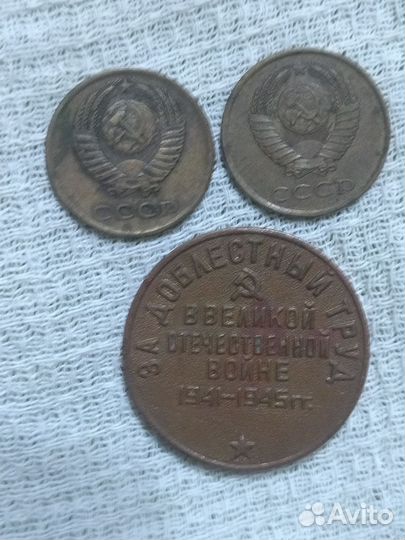 СССР
СССР
ЗА ДОБЛЕСТНЫЙ ТРУД
В ВЕЛИКОЙ
ОТЕЧЕСТВЕННОЙ
ВОЙНЕ
1941-1945 ГГ.
Avito